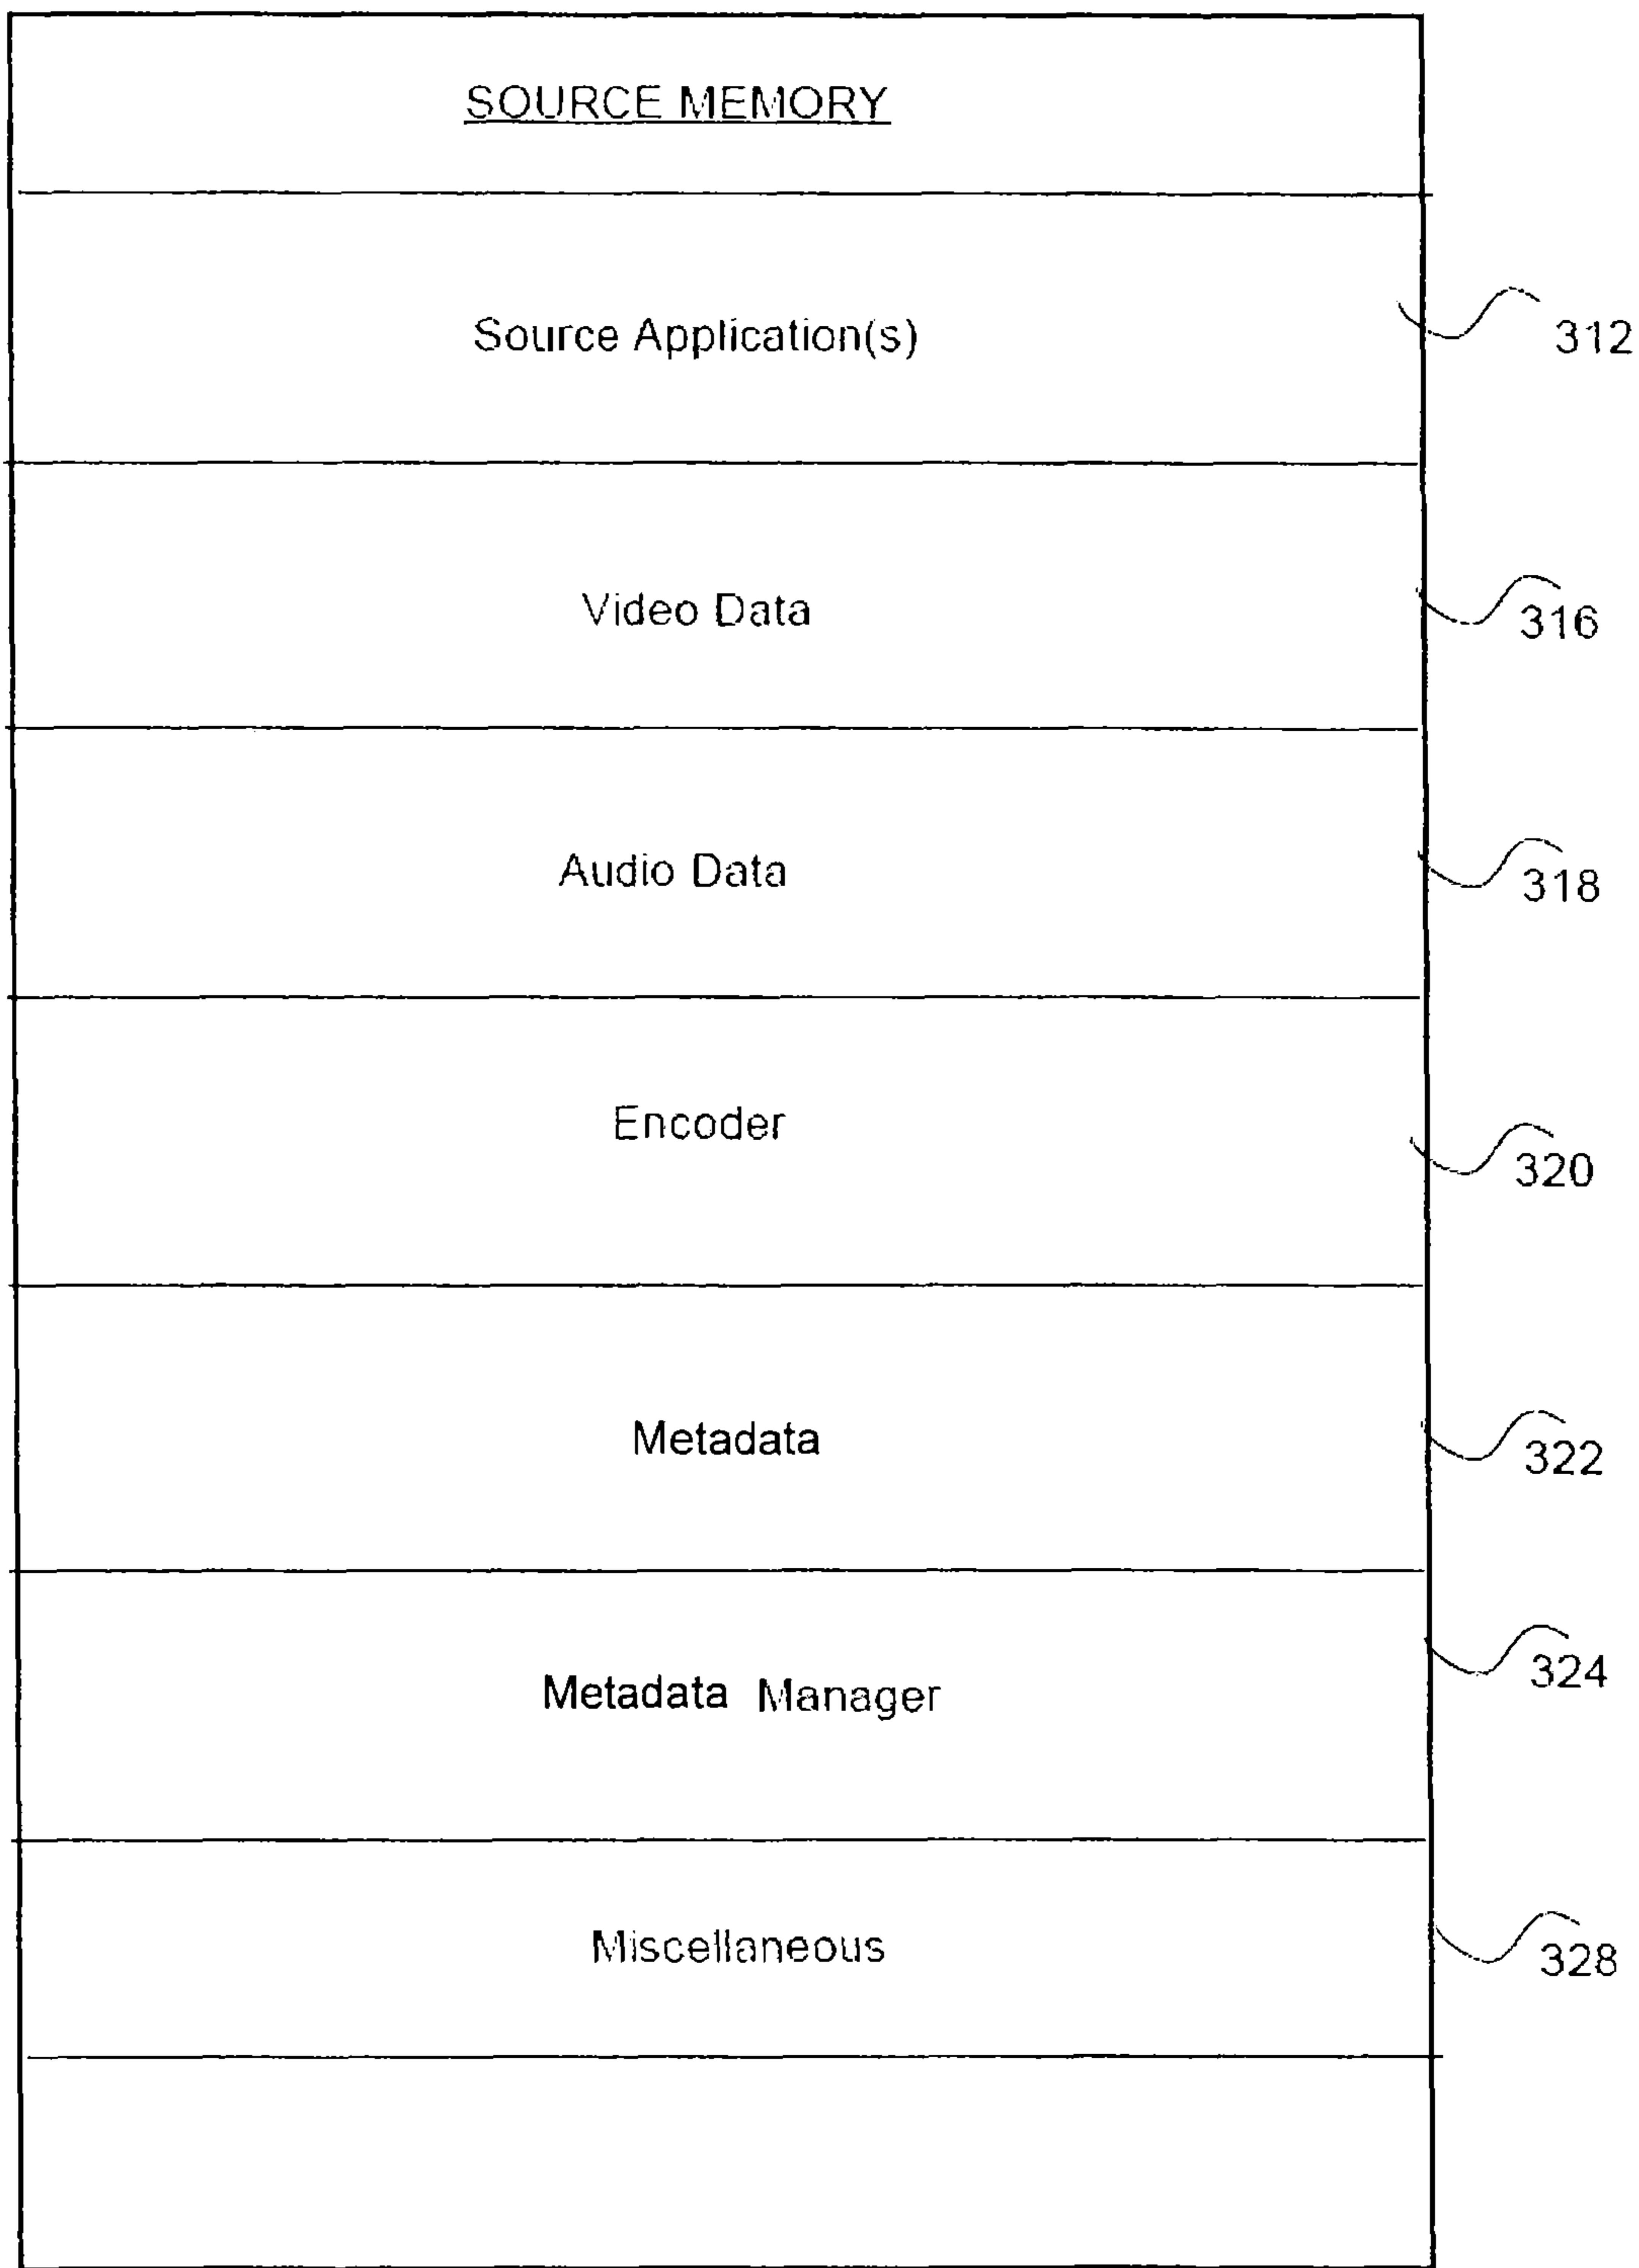 SOURCE MEMORY
Source Application(s)
312
Video Data
316
Audio Data
318
Encoder
320
Metadata
322
Metadata Manager
324
Miscellaneous
328